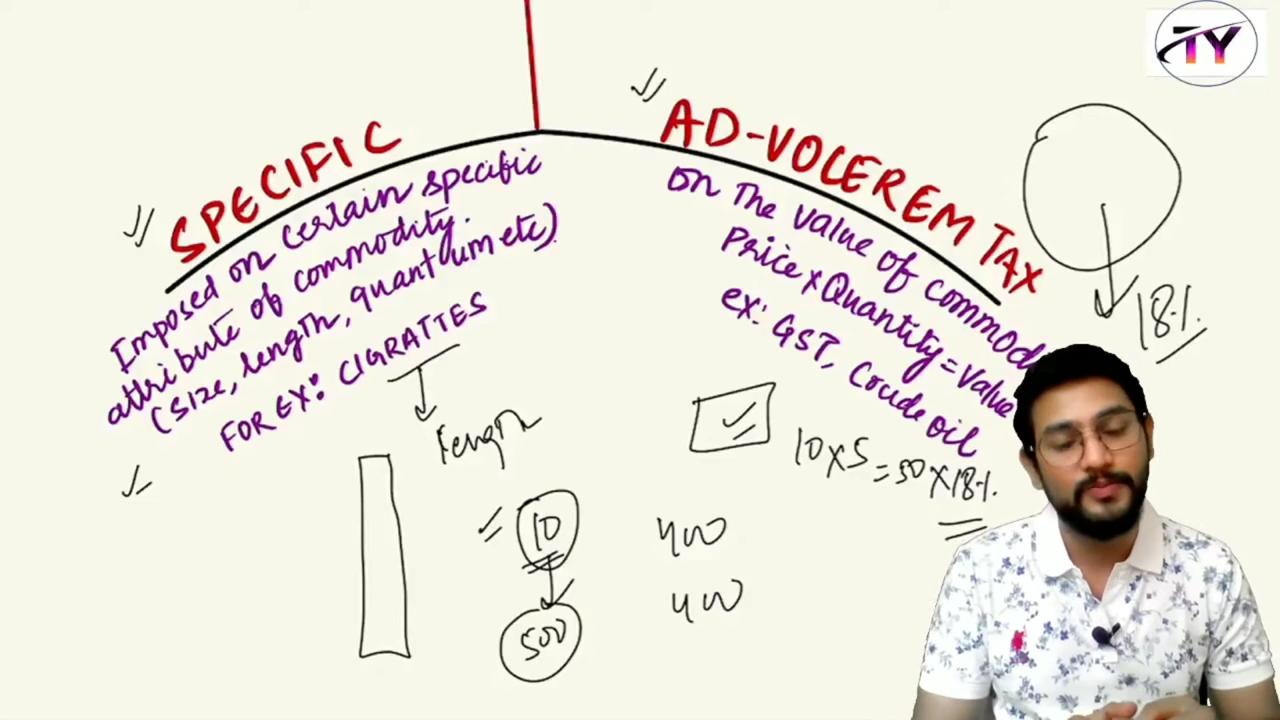 TY
SPECIFIC
Imposed on certain specific
attribute of commodity.
(size, length, quantum etc)
FOR EX: CIGRATTES
length
10
500
400
400
AD-VOLEREM TAX
on the value of commod
Price x Quantity = value
ex: GST, Crude oil
18%
10 x 5 = 50 x 18%